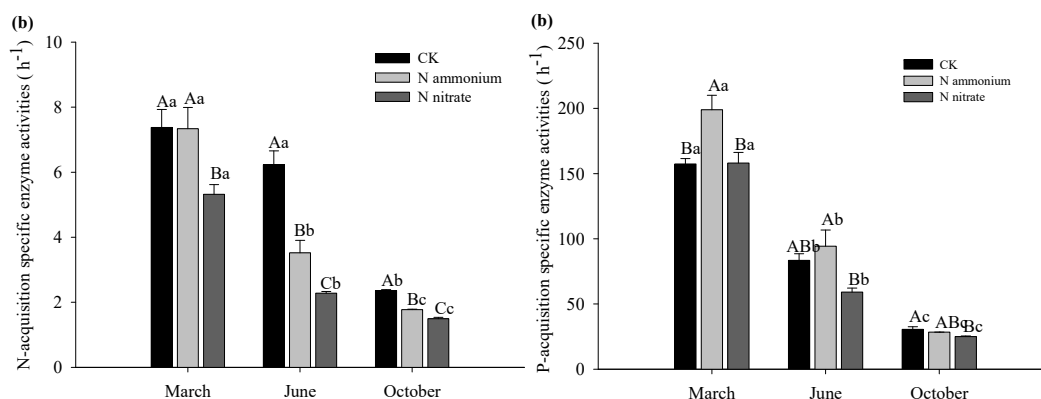 (b)
N-acquisition specific enzyme activities ( h⁻¹)
10
8
6
4
2
0
CK
N ammonium
N nitrate
Aa Aa
Ba
Aa
Bb
Cb
Ab
Bc
Cc
March June October
(b)
P-acquisition specific enzyme activities ( h⁻¹)
250
200
150
100
50
0
CK
N ammonium
N nitrate
Ba
Aa
Ba
ABb
Ab
Bb
Ac ABc Bc
March June October